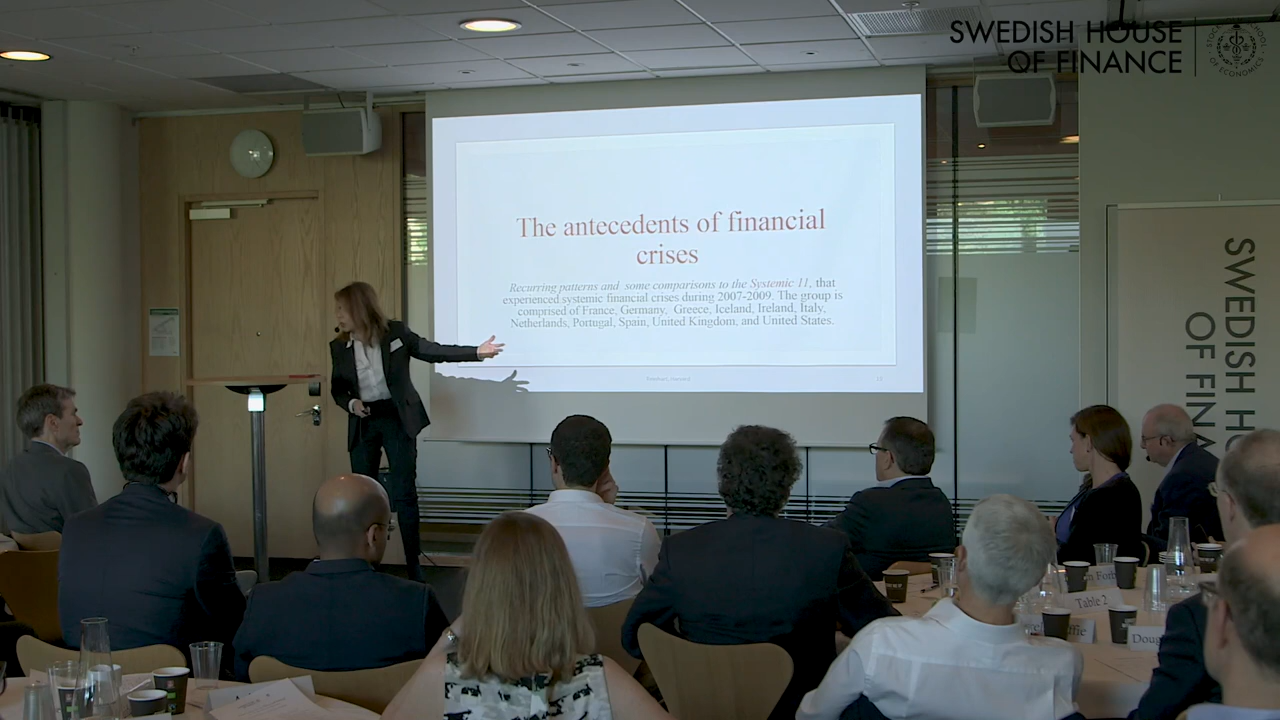 SWEDISH HOUSE
OF FINANCE
The antecedents of financial
crises
Recurring patterns and some comparisons to the Systemic 11, that
experienced systemic financial crises during 2007-2009. The group is
comprised of France, Germany, Greece, Iceland, Ireland, Italy,
Netherlands, Portugal, Spain, United Kingdom, and United States.
SWEDISH H
OF FINA
Table 2